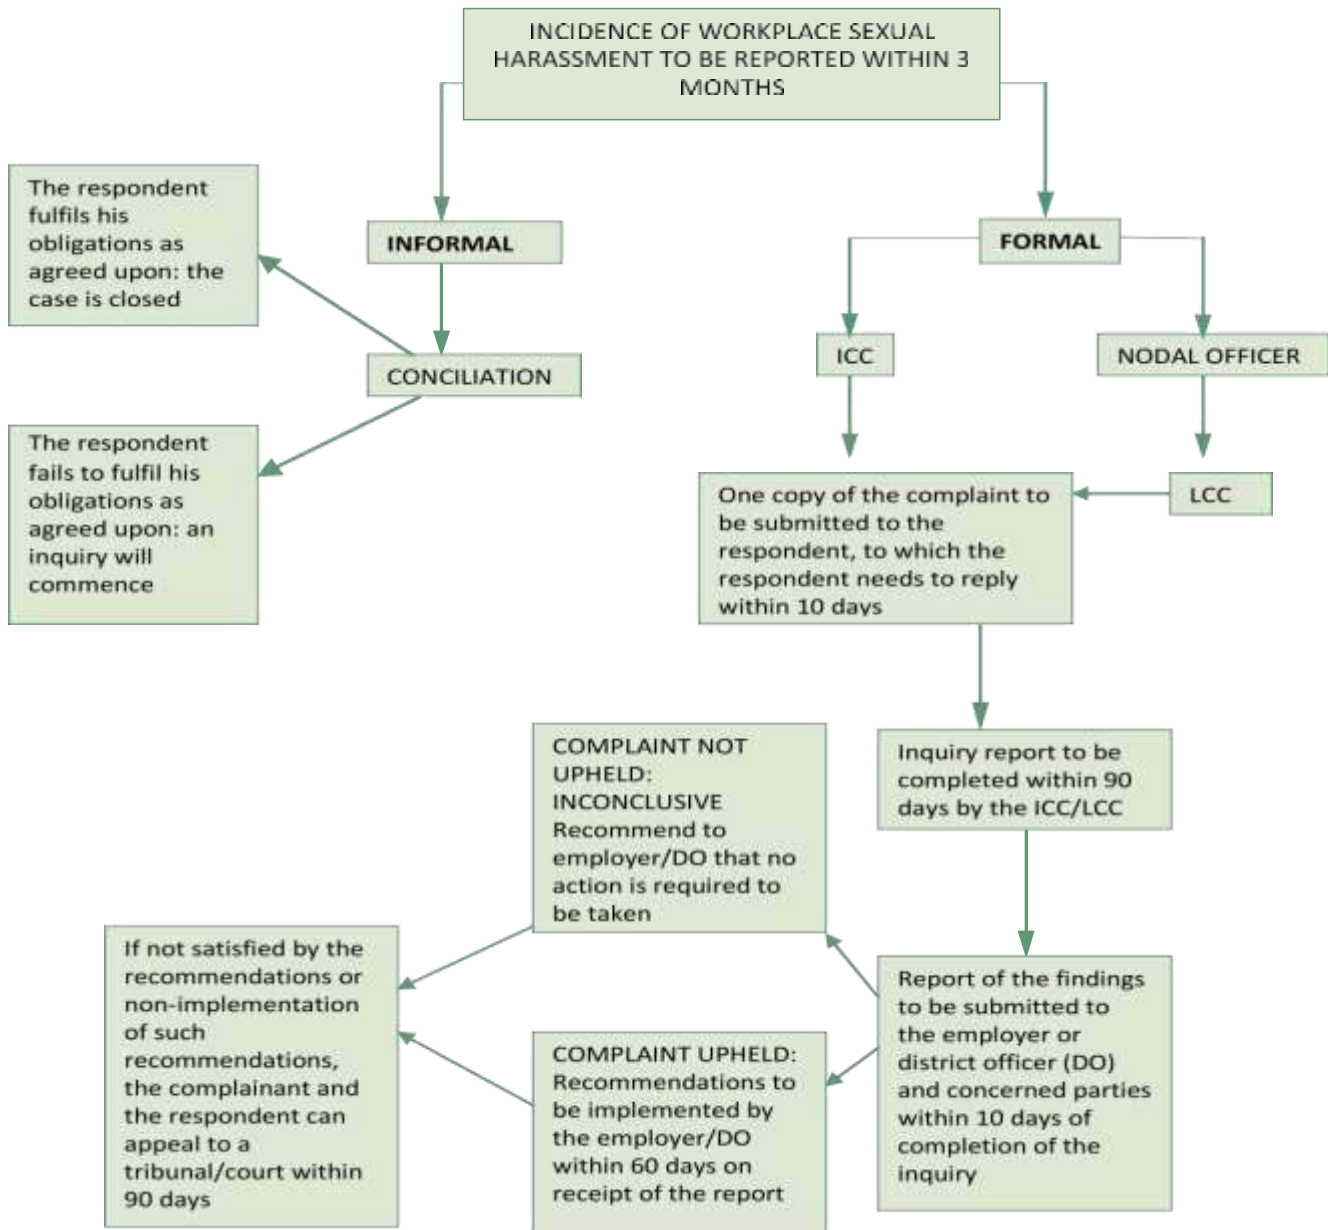 INCIDENCE OF WORKPLACE SEXUAL
HARASSMENT TO BE REPORTED WITHIN 3
MONTHS
The respondent
fulfils his
obligations as
agreed upon: the
case is closed
INFORMAL
FORMAL
CONCILIATION
ICC
NODAL OFFICER
The respondent
fails to fulfil his
obligations as
agreed upon: an
inquiry will
commence
One copy of the complaint to
be submitted to the
respondent, to which the
respondent needs to reply
within 10 days
LCC
Inquiry report to be
completed within 90
days by the ICC/LCC
COMPLAINT NOT
UPHELD:
INCONCLUSIVE
Recommend to
employer/DO that no
action is required to
be taken
Report of the findings
to be submitted to
the employer or
district officer (DO)
and concerned parties
within 10 days of
completion of the
inquiry
COMPLAINT UPHELD:
Recommendations to
be implemented by
the employer/DO
within 60 days on
receipt of the report
If not satisfied by the
recommendations or
non-implementation
of such
recommendations,
the complainant and
the respondent can
appeal to a
tribunal/court within
90 days